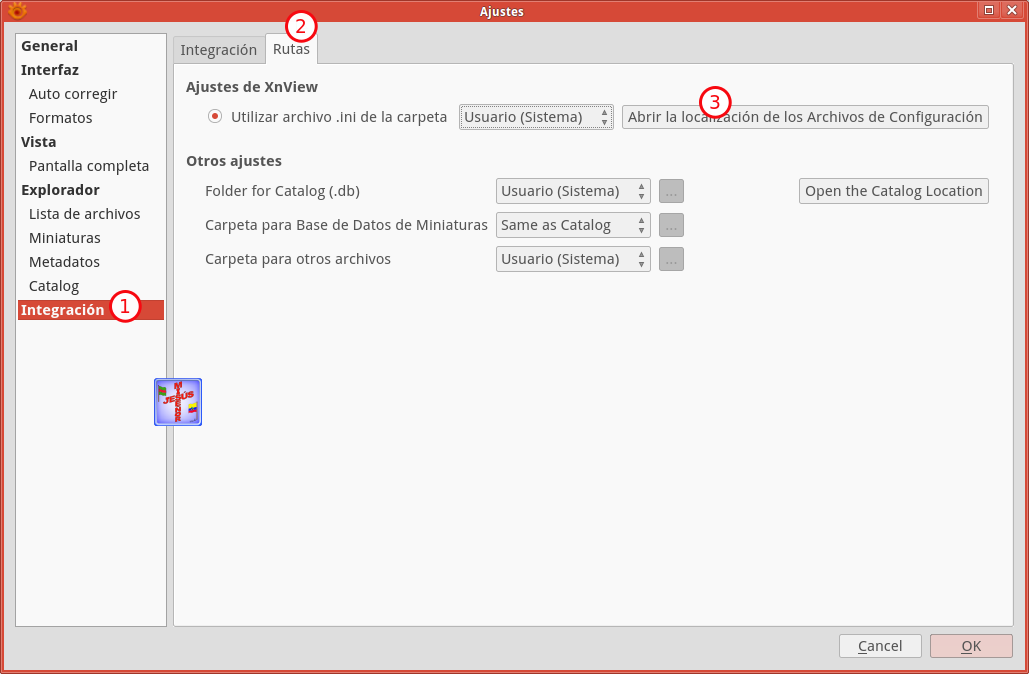 Ajustes
General
Interfaz
Auto corregir
Formatos
Vista
Pantalla completa
Explorador
Lista de archivos
Miniaturas
Metadatos
Catalog
Integración
1
Integración
Rutas
2
Ajustes de XnView
Utilizar archivo .ini de la carpeta
Usuario (Sistema)
Abrir la localización de los Archivos de Configuración
3
Otros ajustes
Folder for Catalog (.db)
Usuario (Sistema)
...
Open the Catalog Location
Carpeta para Base de Datos de Miniaturas
Same as Catalog
...
Carpeta para otros archivos
Usuario (Sistema)
...
JESÚS
Cancel
OK